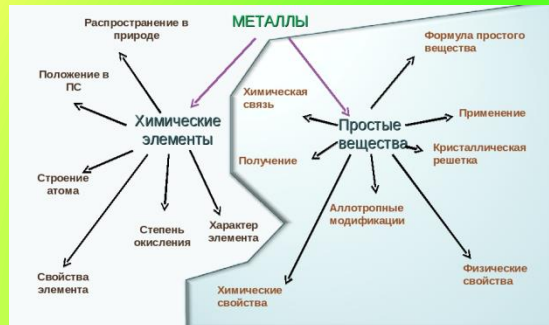 МЕТАЛЛЫ
Распространение в
природе
Положение в
ПС
Химические
элементы
Строение
атома
Степень
окисления
Характер
элемента
Свойства
элемента
Формула простого
вещества
Химическая
связь
Простые
вещества
Применение
Кристаллическая
решетка
Получение
Аллотропные
модификации
Химические
свойства
Физические
свойства